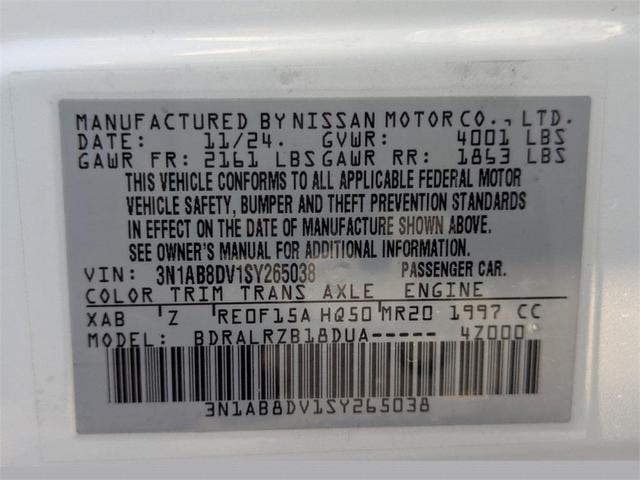 MANUFACTURED BY NISSAN MOTOR CO., LTD.
DATE: 11/24. GVWR: 4001 LBS
GAWR FR: 2161 LBS GAWR RR: 1863 LBS
THIS VEHICLE CONFORMS TO ALL APPLICABLE FEDERAL MOTOR
VEHICLE SAFETY, BUMPER AND THEFT PREVENTION STANDARDS
IN EFFECT ON THE DATE OF MANUFACTURE SHOWN ABOVE.
SEE OWNER'S MANUAL FOR ADDITIONAL INFORMATION.
VIN: 3N1AB8DV1SY265038 PASSENGER CAR.
COLOR TRIM TRANS AXLE ENGINE
XAB Z RE0F15A HQ50 MR20 1997 CC
MODEL: BDRALRZB18DUA----- 4Z000
3N1AB8DV1SY265038